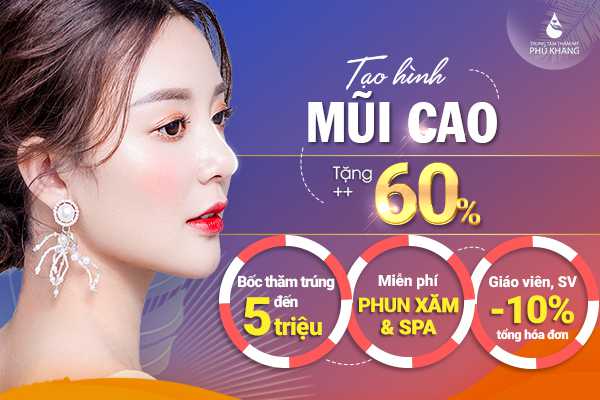 TRUNG TÂM THẨM MỸ
PHÚ KHANG
Tạo hình
MŨI CAO
Tặng
++
60%
Bốc thăm trúng
đến
5 triệu
Miễn phí
PHUN XĂM
& SPA
Giáo viên, SV
-10%
tổng hóa đơn